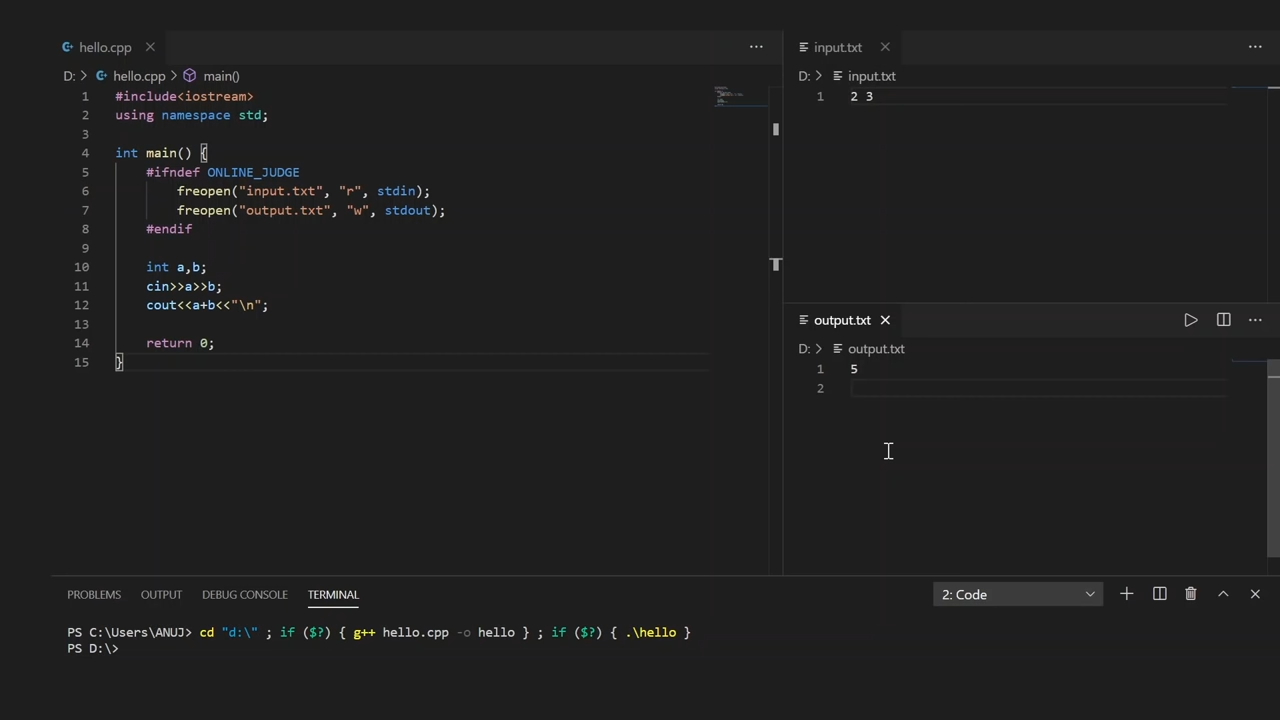 hello.cpp
D: > hello.cpp > main()
1 #include<iostream>
2 using namespace std;
3
4 int main() {
5 #ifndef ONLINE_JUDGE
6 freopen("input.txt", "r", stdin);
7 freopen("output.txt", "w", stdout);
8 #endif
9
10 int a,b;
11 cin>>a>>b;
12 cout<<a+b<<"\n";
13
14 return 0;
15 }
input.txt
D: > input.txt
1 2 3
output.txt
D: > output.txt
1 5
2
PROBLEMS OUTPUT DEBUG CONSOLE TERMINAL 2: Code
PS C:\Users\ANUJ> cd "d:\" ; if ($?) { g++ hello.cpp -o hello } ; if ($?) { .\hello }
PS D:\>